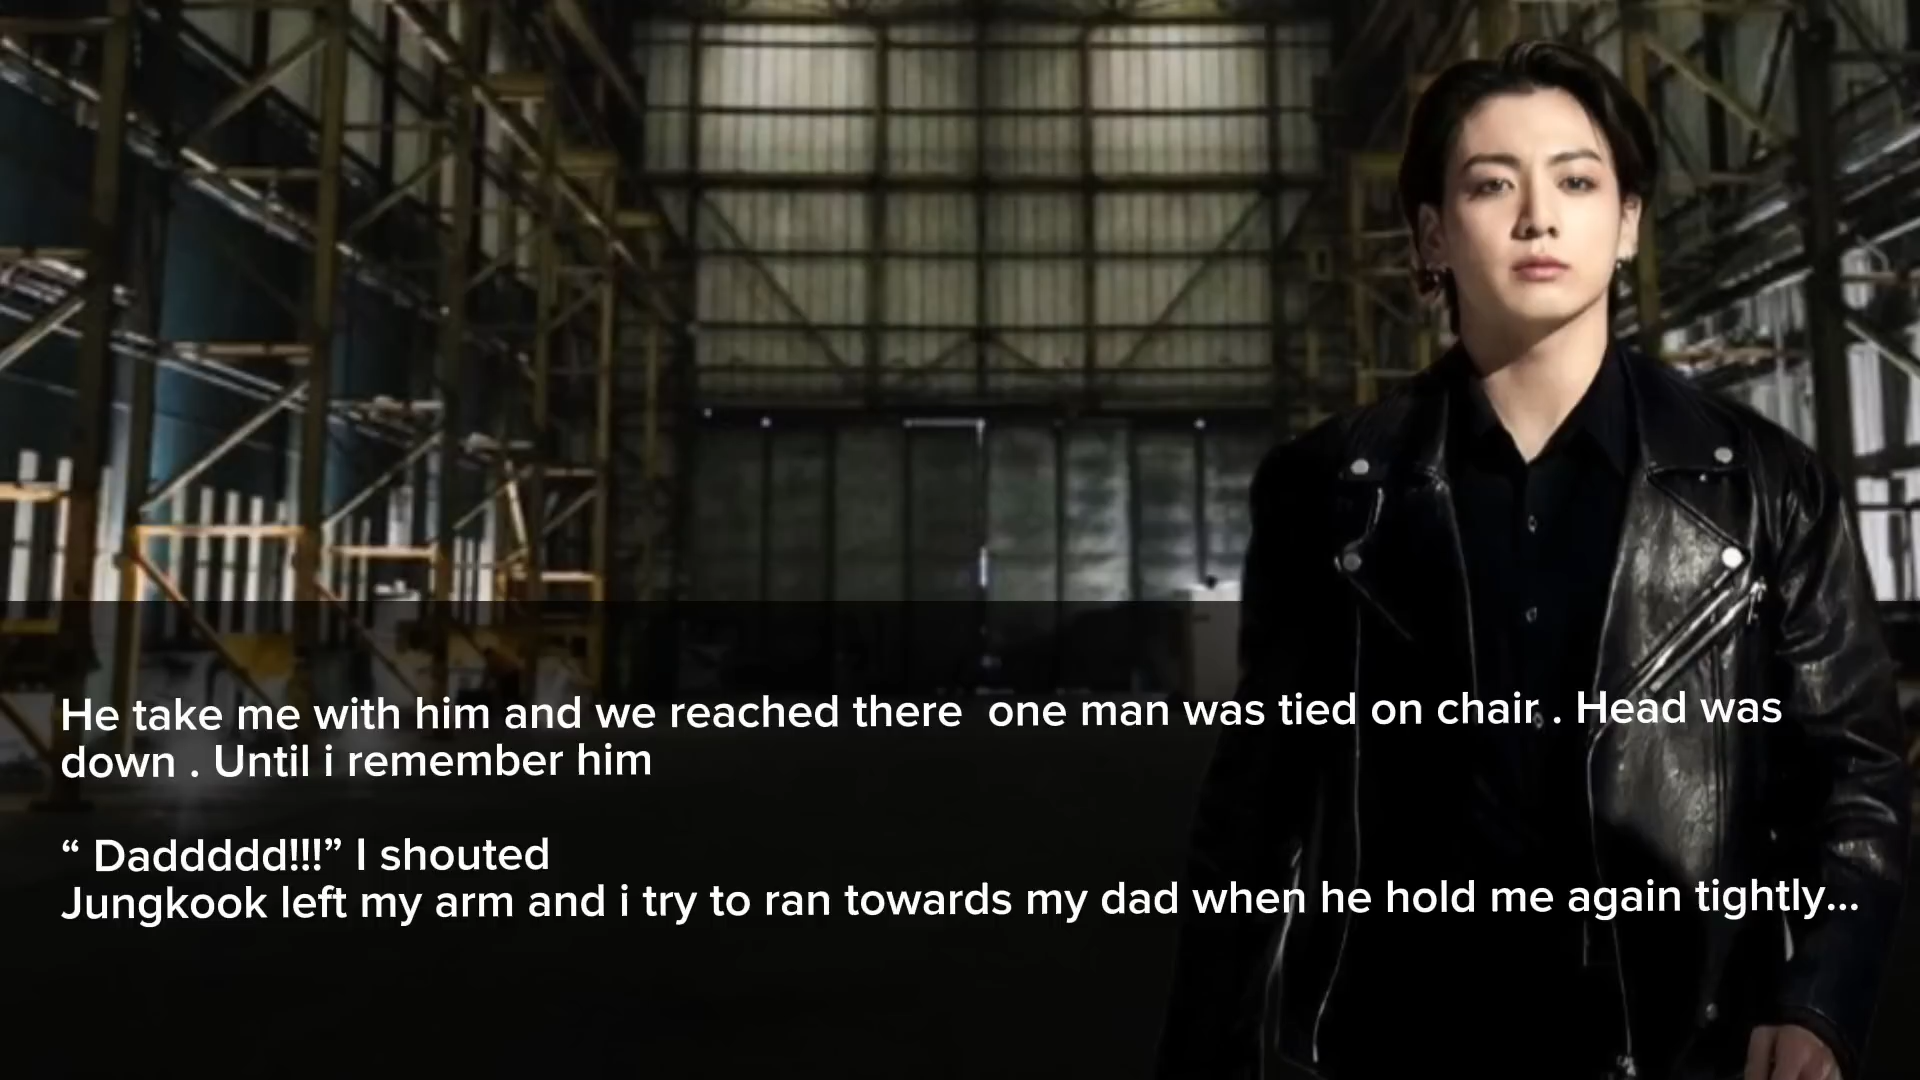 He take me with him and we reached there  one man was tied on chair . Head was
down . Until i remember him
“ Daddddd!!!” I shouted
Jungkook left my arm and i try to ran towards my dad when he hold me again tightly...